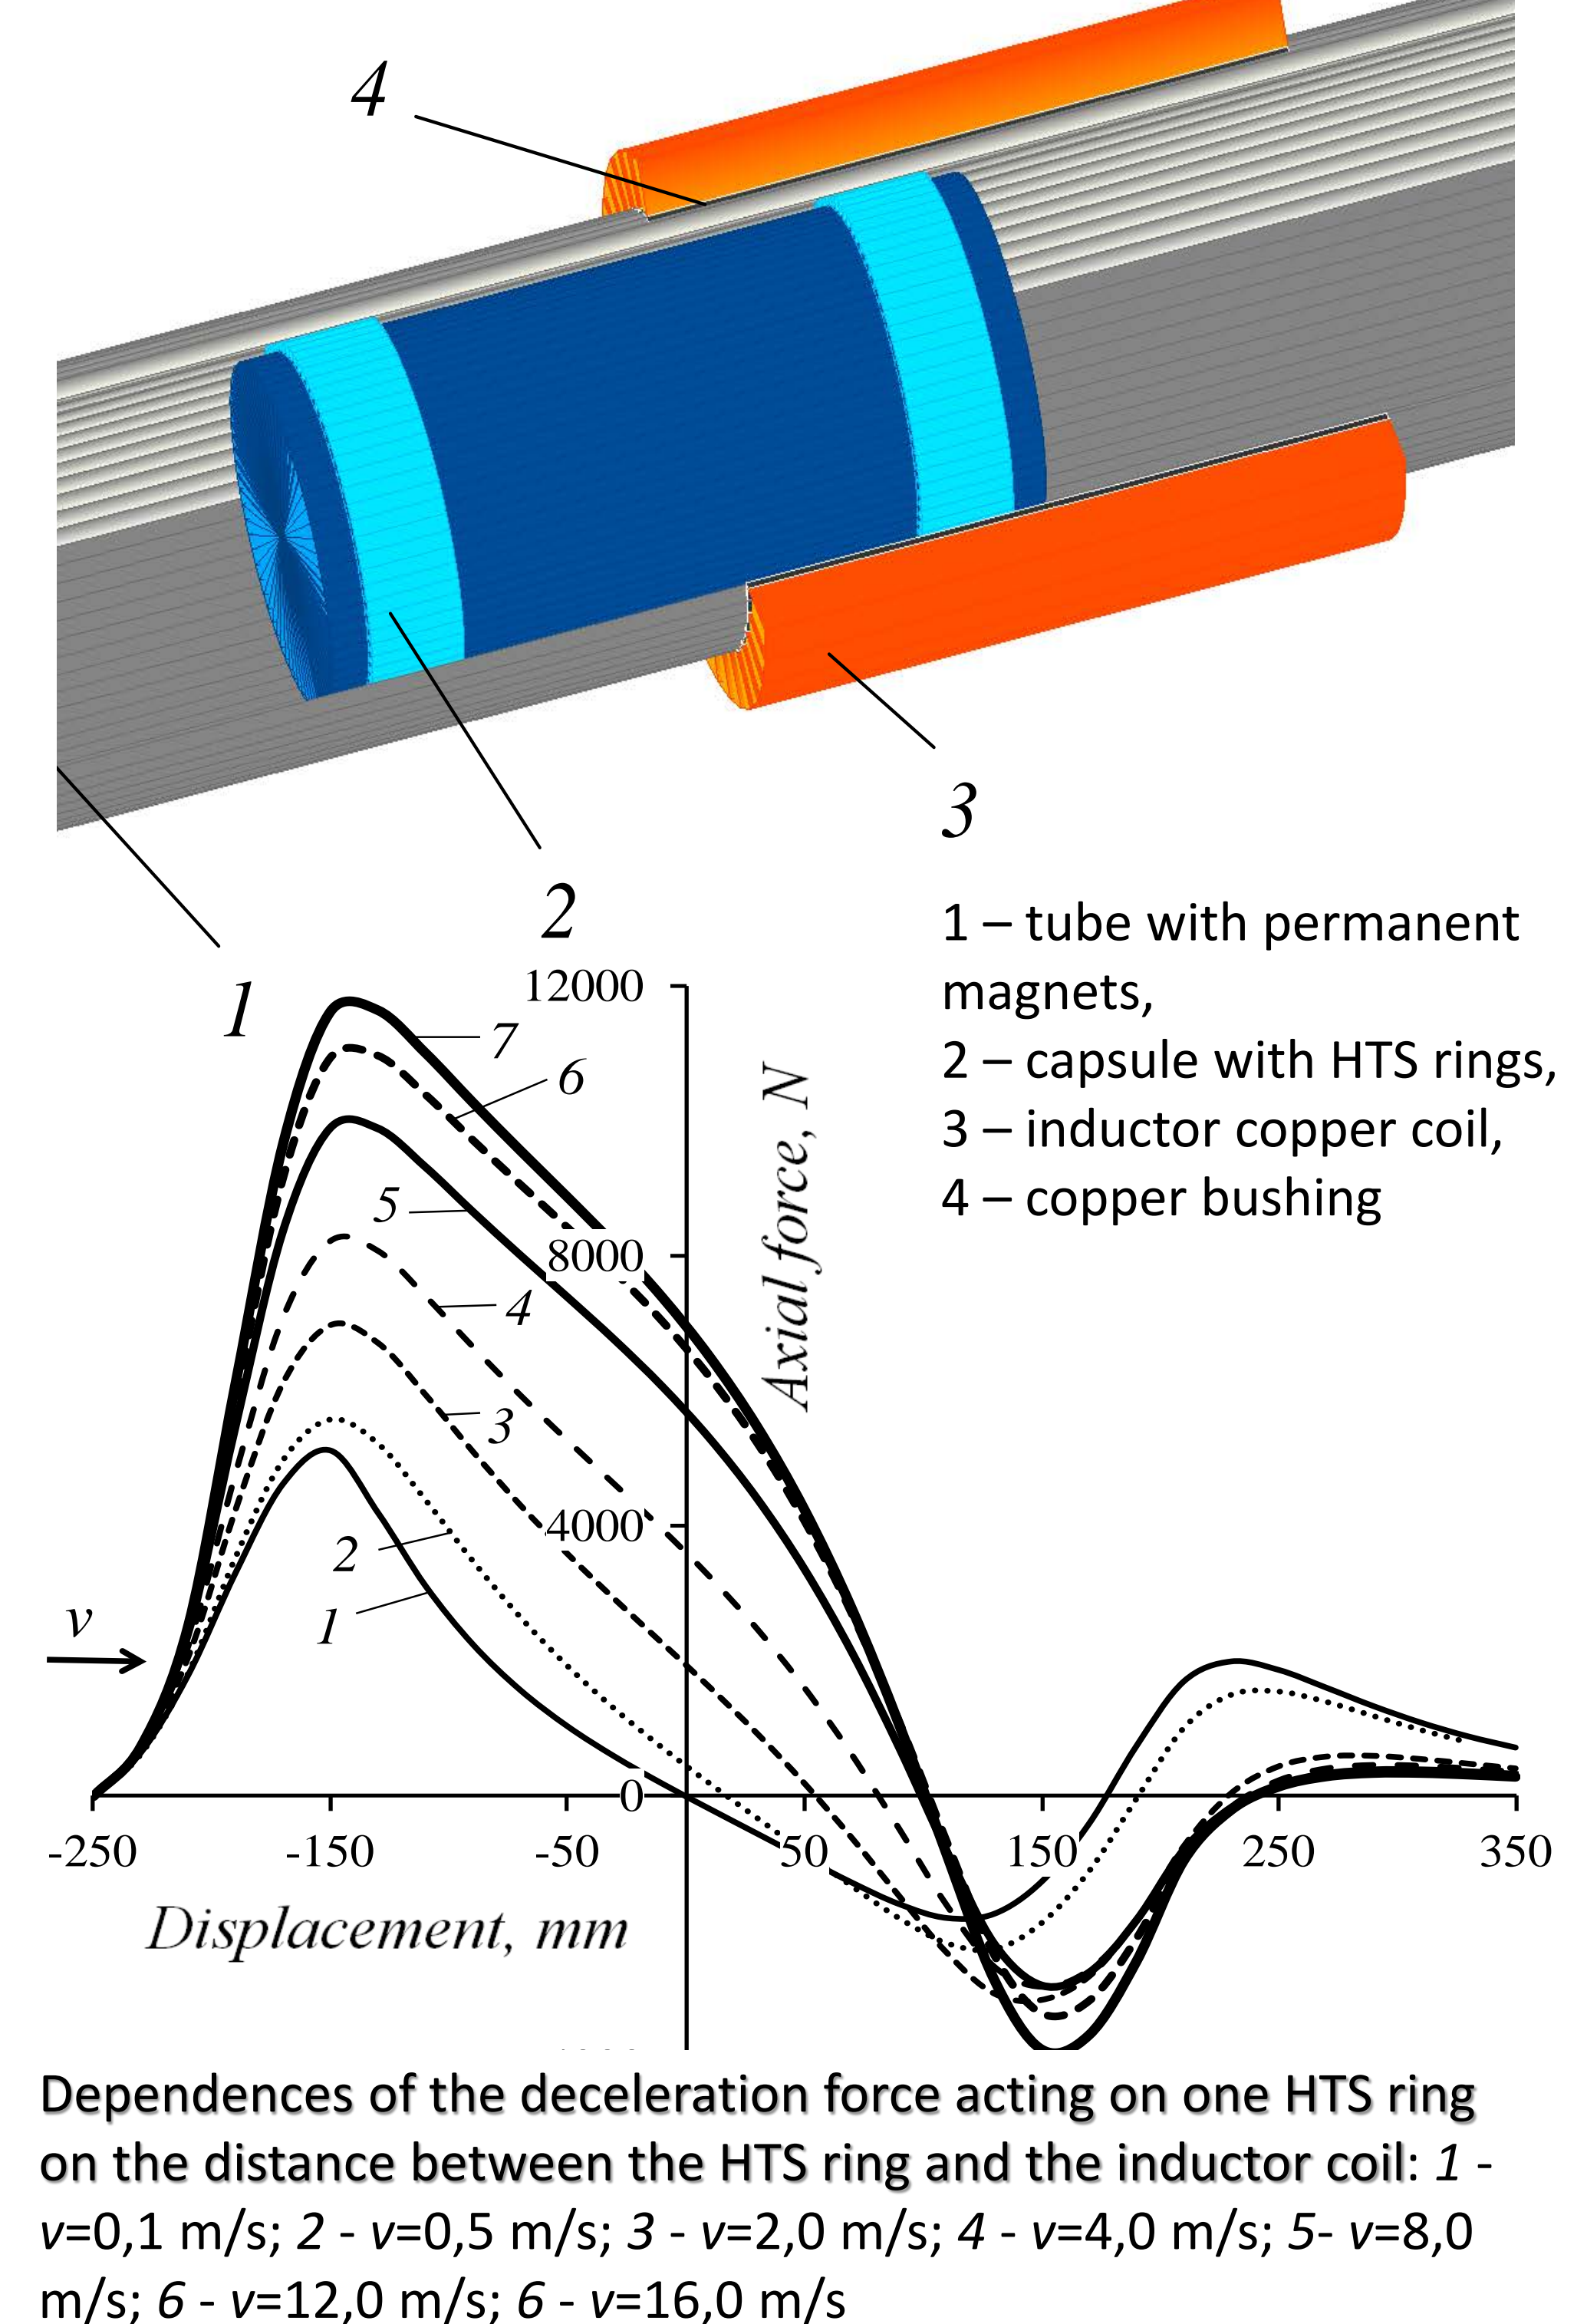 4
3
2
1
1 – tube with permanent
magnets,
2 – capsule with HTS rings,
3 – inductor copper coil,
4 – copper bushing
12000
7
6
Axial force, N
5
8000
4
3
4000
2
1
v
0
-250
-150
-50
50
150
250
350
Displacement, mm
Dependences of the deceleration force acting on one HTS ring
on the distance between the HTS ring and the inductor coil: 1 -
v=0,1 m/s; 2 - v=0,5 m/s; 3 - v=2,0 m/s; 4 - v=4,0 m/s; 5- v=8,0
m/s; 6 - v=12,0 m/s; 6 - v=16,0 m/s